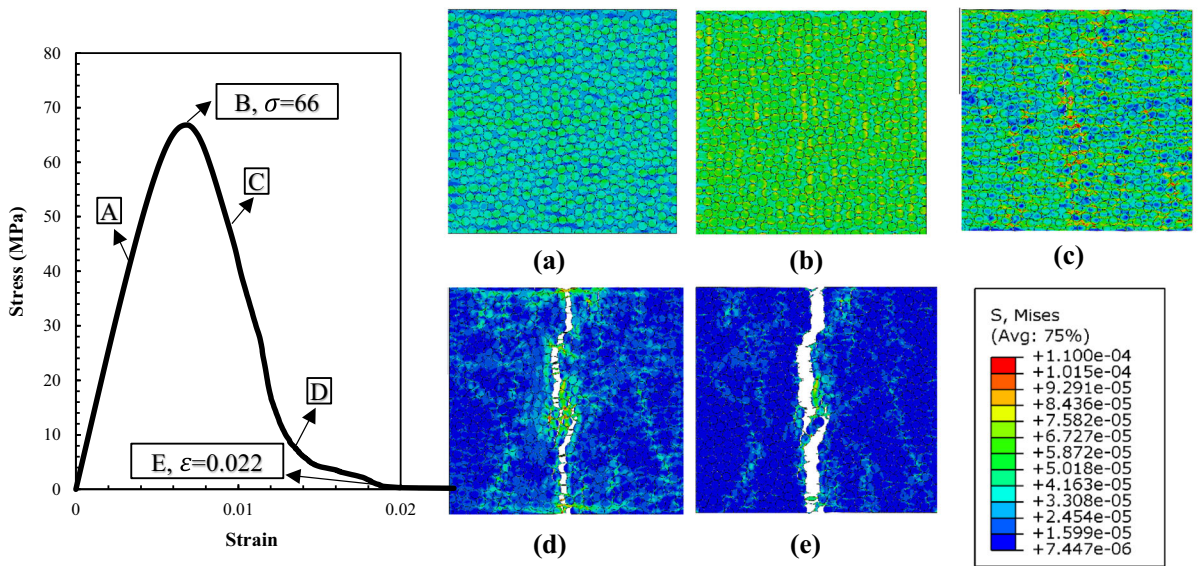 80
70
60
50
40
30
20
10
0
Stress (MPa)
B, σ=66
A
C
D
E, ε=0.022
0
0.01
0.02
Strain
(a)
(b)
(c)
(d)
(e)
S, Mises
(Avg: 75%)
+1.100e-04
+1.015e-04
+9.291e-05
+8.436e-05
+7.582e-05
+6.727e-05
+5.872e-05
+5.018e-05
+4.163e-05
+3.308e-05
+2.454e-05
+1.599e-05
+7.447e-06